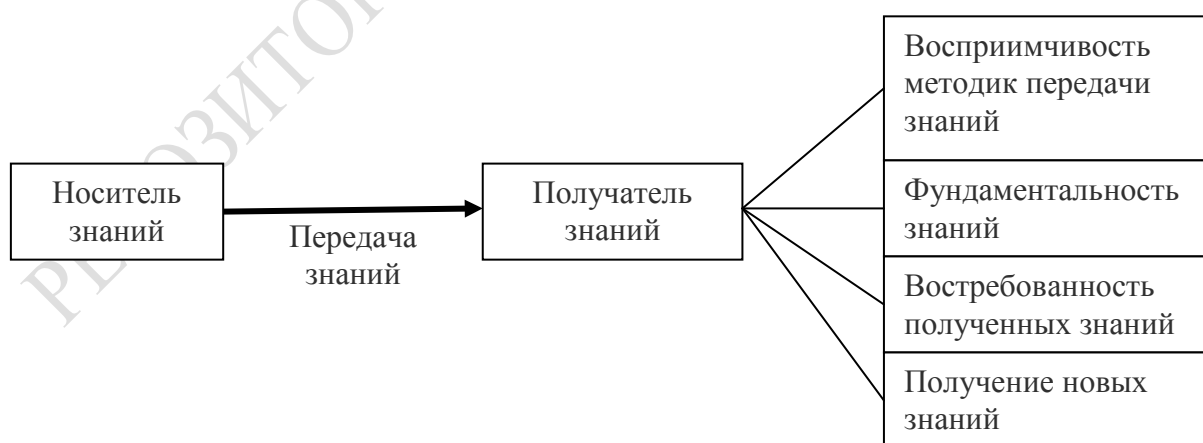 Носитель
знаний
Передача
знаний
Получатель
знаний
Восприимчивость
методик передачи
знаний
Фундаментальность
знаний
Востребованность
полученных знаний
Получение новых
знаний